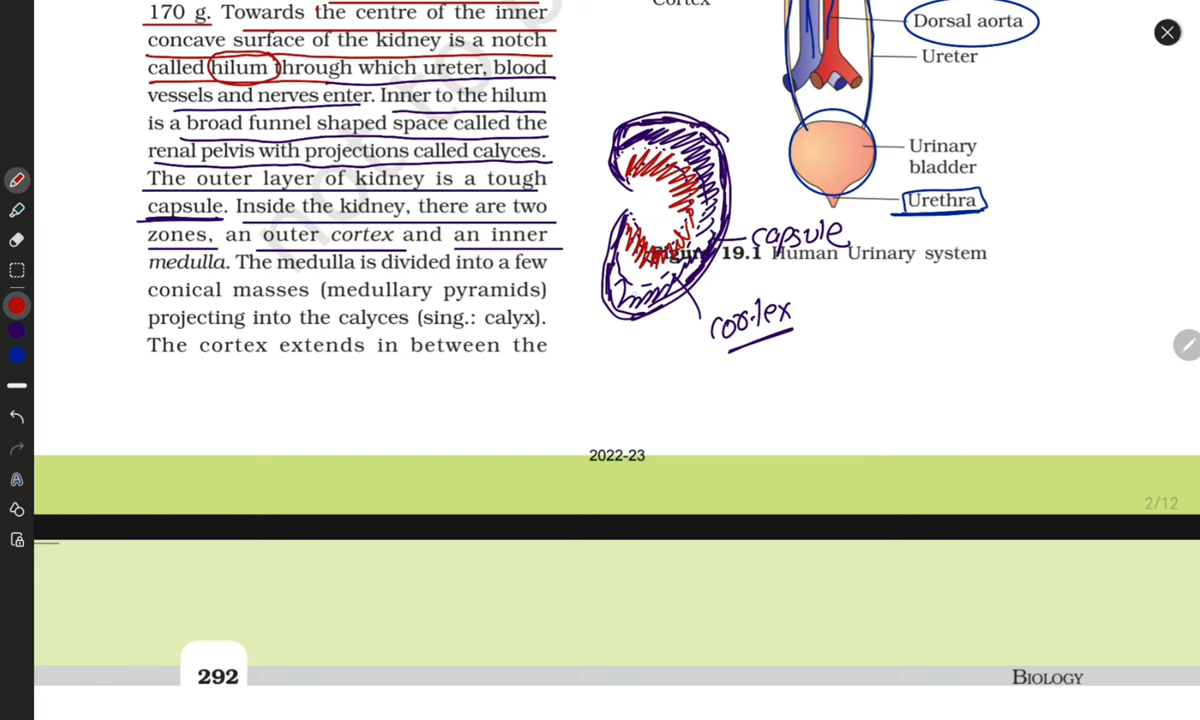 170 g. Towards the centre of the inner
concave surface of the kidney is a notch
called hilum through which ureter, blood
vessels and nerves enter. Inner to the hilum
is a broad funnel shaped space called the
renal pelvis with projections called calyces.
The outer layer of kidney is a tough
capsule. Inside the kidney, there are two
zones, an outer cortex and an inner
medulla. The medulla is divided into a few
conical masses (medullary pyramids)
projecting into the calyces (sing.: calyx).
The cortex extends in between the
Cortex
Dorsal aorta
Ureter
Urinary
bladder
Urethra
capsule
Figure 19.1 Human Urinary system
cortex
not to b
2022-23
2/12
292
BIOLOGY